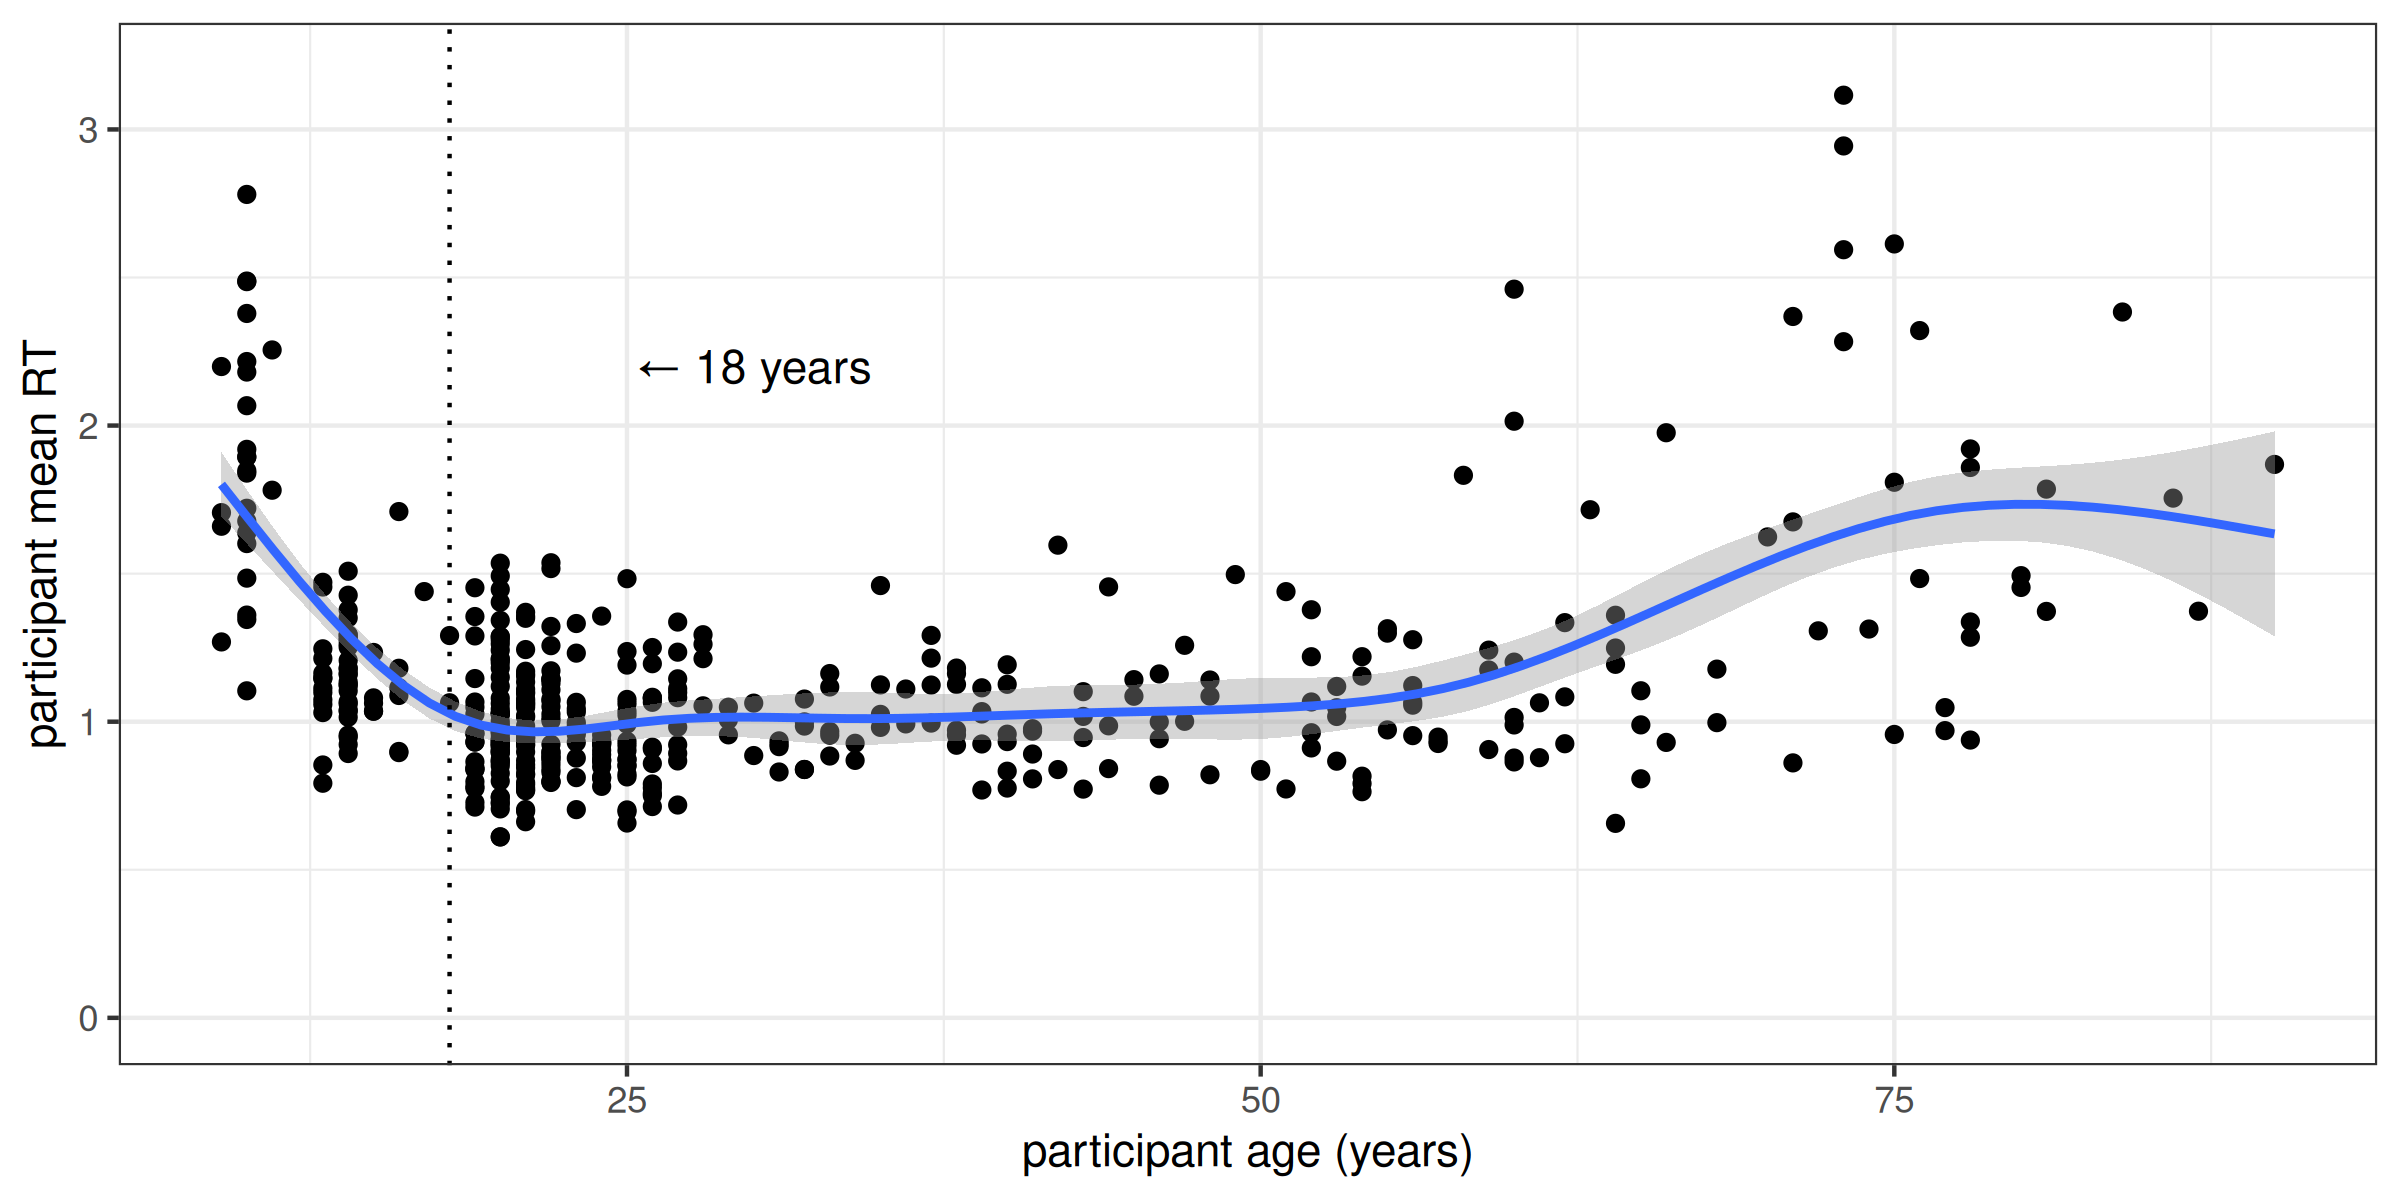 participant mean RT
3
2
1
0
← 18 years
25 50 75
participant age (years)